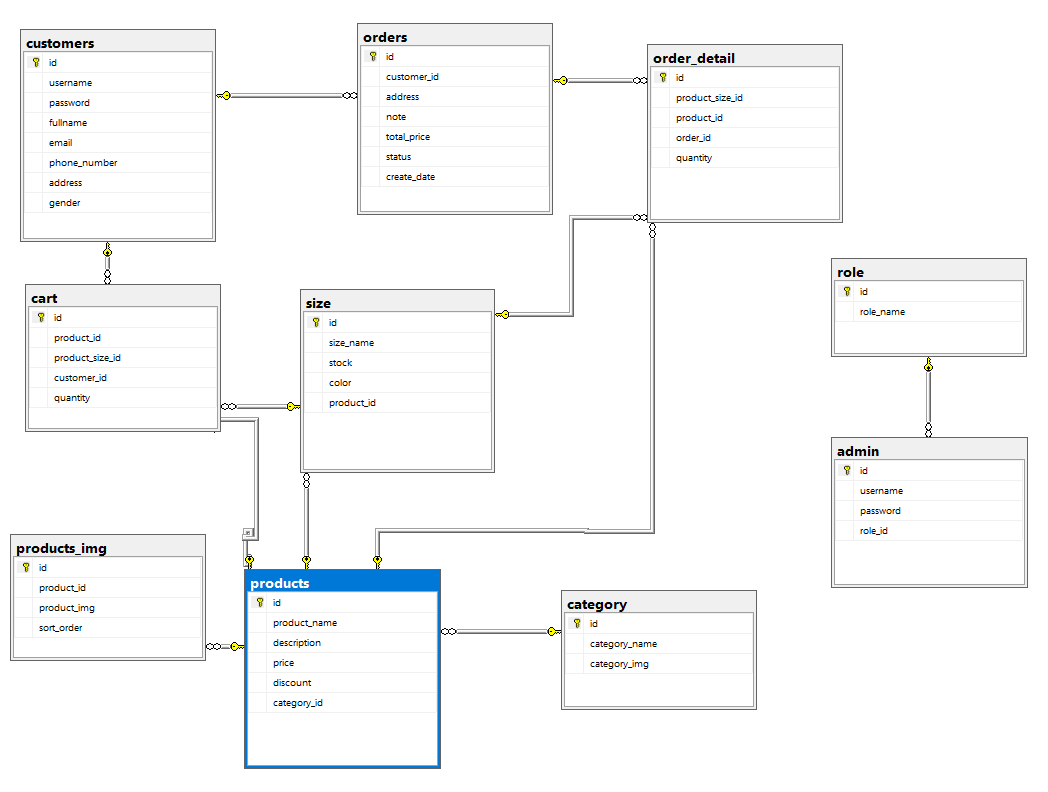 customers
id
username
password
fullname
email
phone_number
address
gender
orders
id
customer_id
address
note
total_price
status
create_date
order_detail
id
product_size_id
product_id
order_id
quantity
cart
id
product_id
product_size_id
customer_id
quantity
size
id
size_name
stock
color
product_id
role
id
role_name
admin
id
username
password
role_id
products_img
id
product_id
product_img
sort_order
products
id
product_name
description
price
discount
category_id
category
id
category_name
category_img